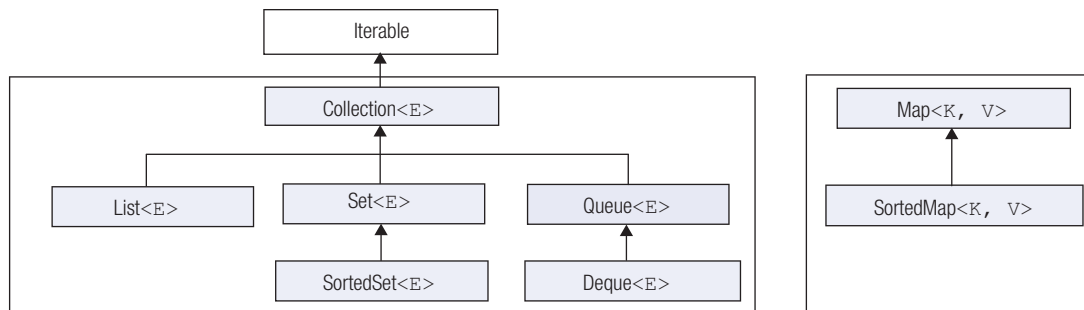 Iterable
Collection<E>
Map<K, V>
List<E>
Set<E>
Queue<E>
SortedMap<K, V>
SortedSet<E>
Deque<E>